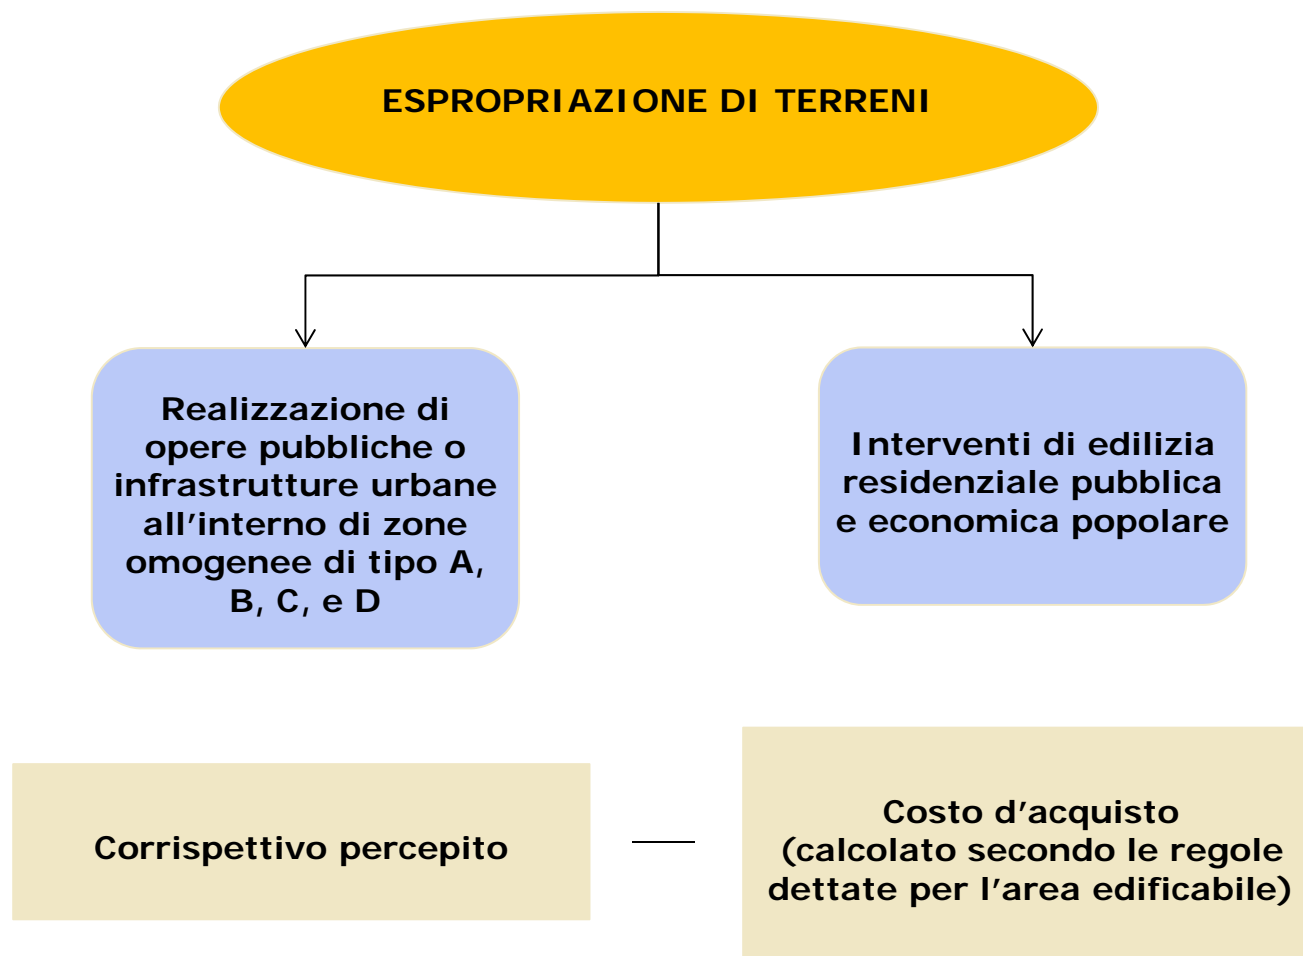 ESPROPRIAZIONE DI TERRENI
Realizzazione di
opere pubbliche o
infrastrutture urbane
all’interno di zone
omogenee di tipo A,
B, C, e D
Interventi di edilizia
residenziale pubblica
e economica popolare
Corrispettivo percepito
Costo d’acquisto
(calcolato secondo le regole
dettate per l’area edificabile)